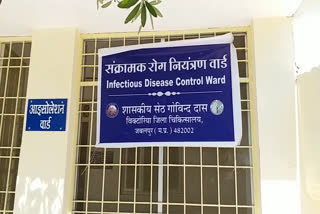 संक्रामक रोग नियंत्रण वार्ड
Infectious Disease Control Ward
शासकीय सेठ गोविन्द दास
विक्टोरिया जिला चिकित्सालय,
जबलपुर ( म.प्र. ) 482002
आइसोलेशन
वार्ड